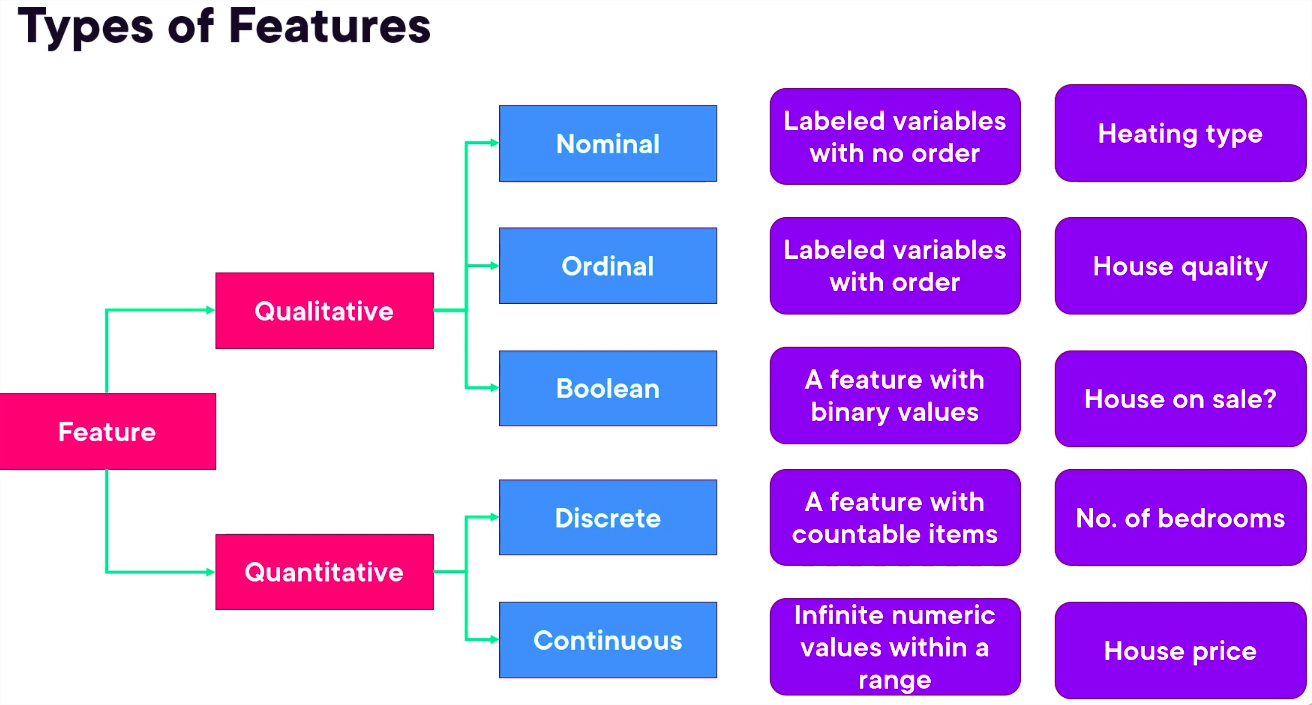 Types of Features
Nominal
Labeled variables
with no order
Heating type
Ordinal
Labeled variables
with order
House quality
Qualitative
Boolean
A feature with
binary values
House on sale?
Feature
Discrete
A feature with
countable items
No. of bedrooms
Quantitative
Continuous
Infinite numeric
values within a
range
House price